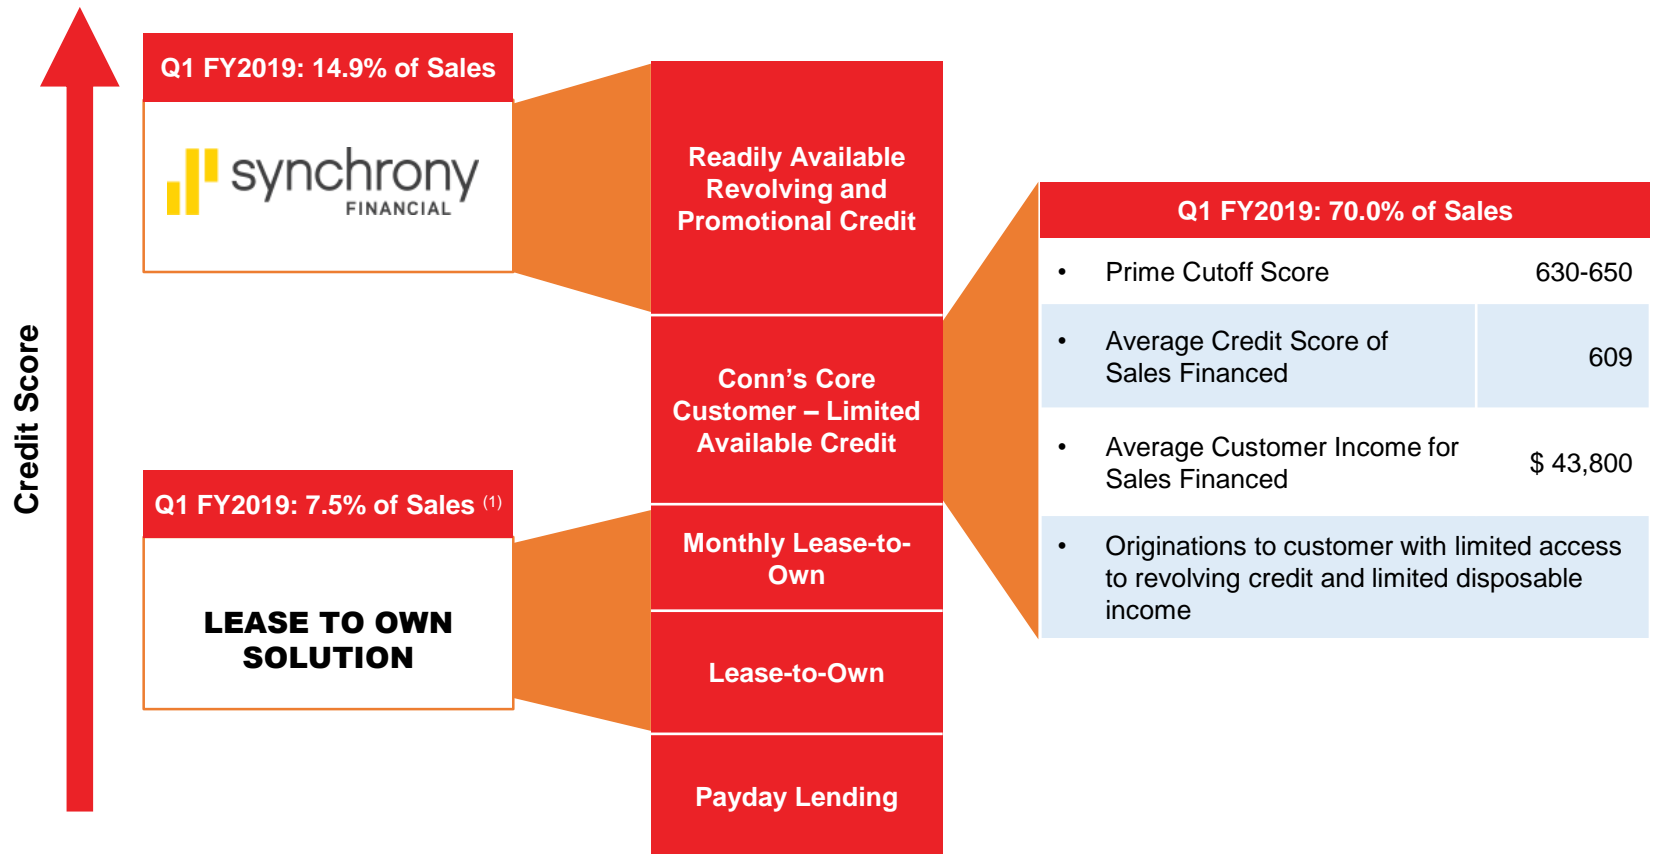 Credit Score
Q1 FY2019: 14.9% of Sales
synchrony
FINANCIAL
Q1 FY2019: 7.5% of Sales (1)
LEASE TO OWN
SOLUTION
Readily Available
Revolving and
Promotional Credit
Conn’s Core
Customer – Limited
Available Credit
Monthly Lease-to-
Own
Lease-to-Own
Payday Lending
Q1 FY2019: 70.0% of Sales
• Prime Cutoff Score 630-650
• Average Credit Score of
Sales Financed 609
• Average Customer Income for
Sales Financed $ 43,800
• Originations to customer with limited access
to revolving credit and limited disposable
income